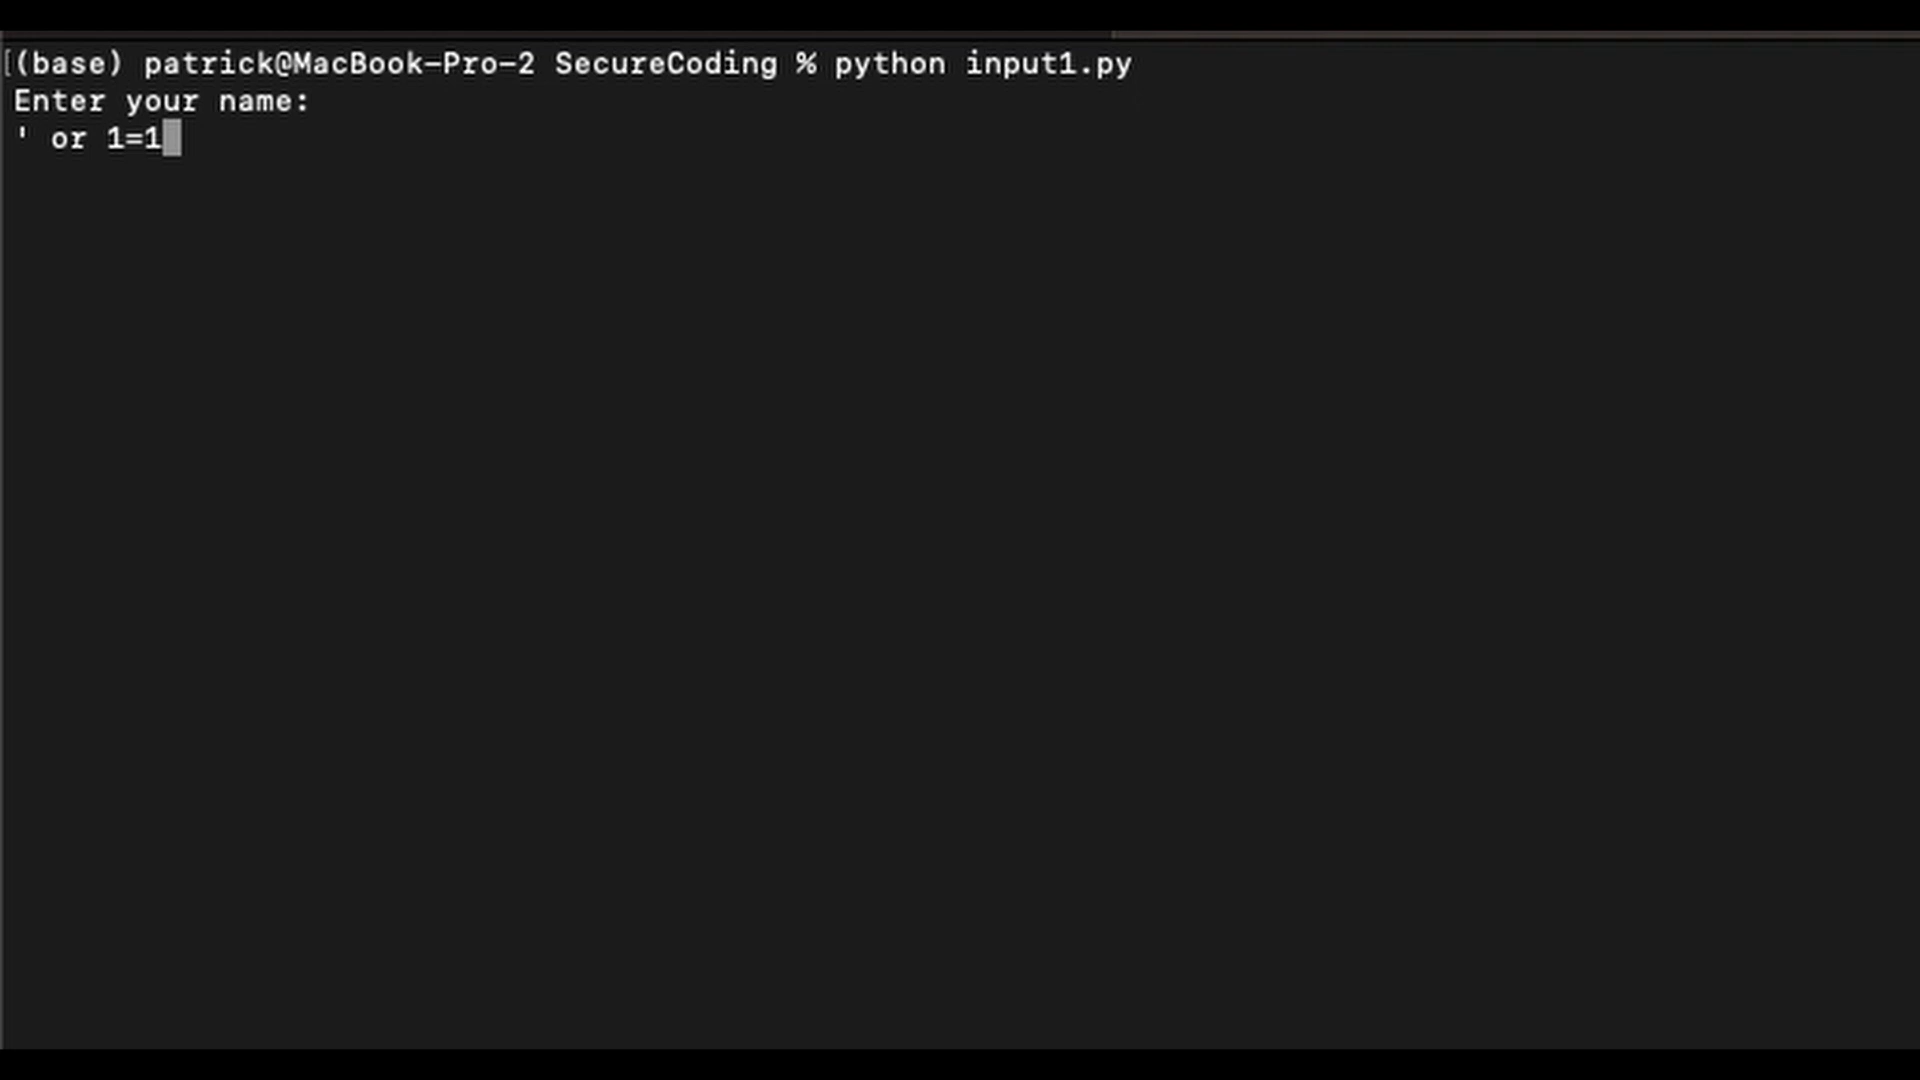 (base) patrick@MacBook-Pro-2 SecureCoding % python input1.py
Enter your name:
' or 1=1